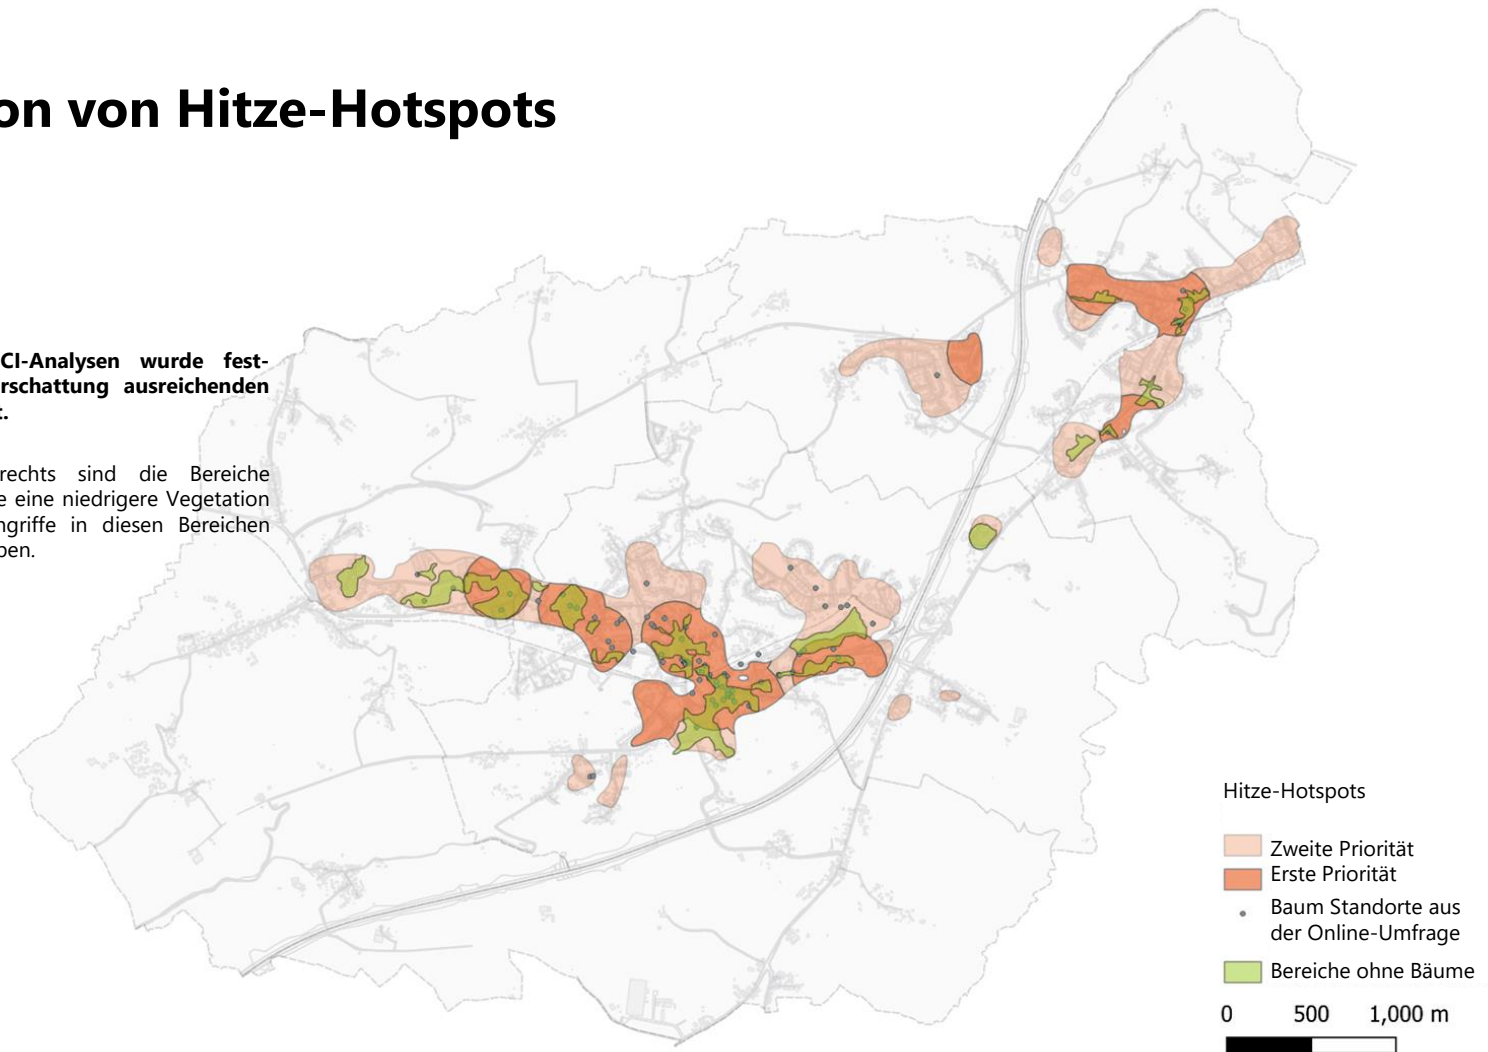 on von Hitze-Hotspots
CI-Analysen wurde fest-
rschattung ausreichenden
t.
rechts sind die Bereiche
e eine niedrigere Vegetation
ngriffe in diesen Bereichen
ben.
Hitze-Hotspots
Zweite Priorität
Erste Priorität
Baum Standorte aus
der Online-Umfrage
Bereiche ohne Bäume
0 500 1,000 m